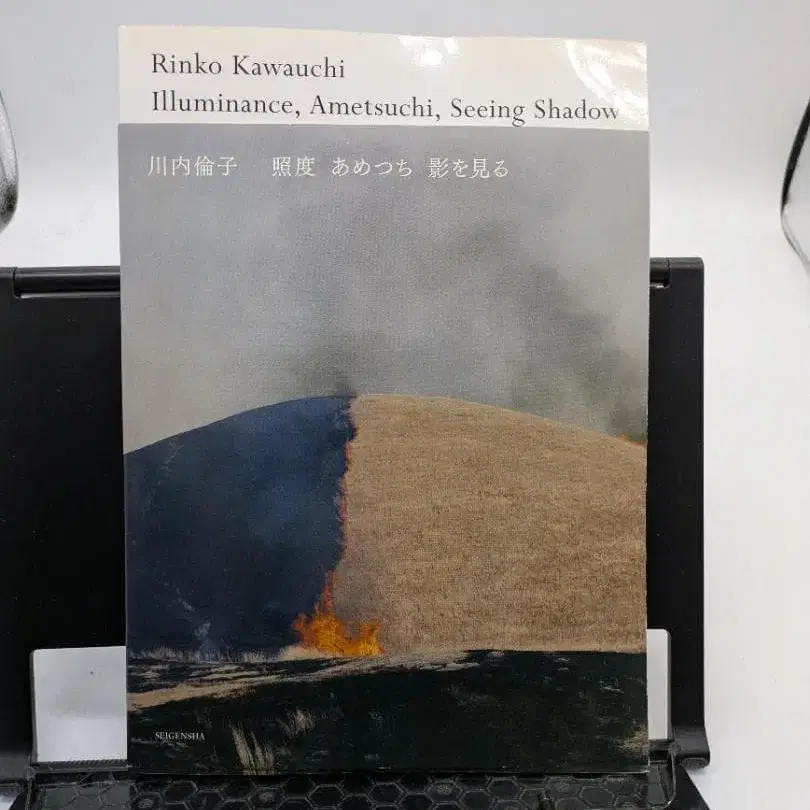 Rinko Kawauchi
Illuminance, Ametsuchi, Seeing Shadow
川内倫子 照度 あめつち 影を見る
SEIGENSHA